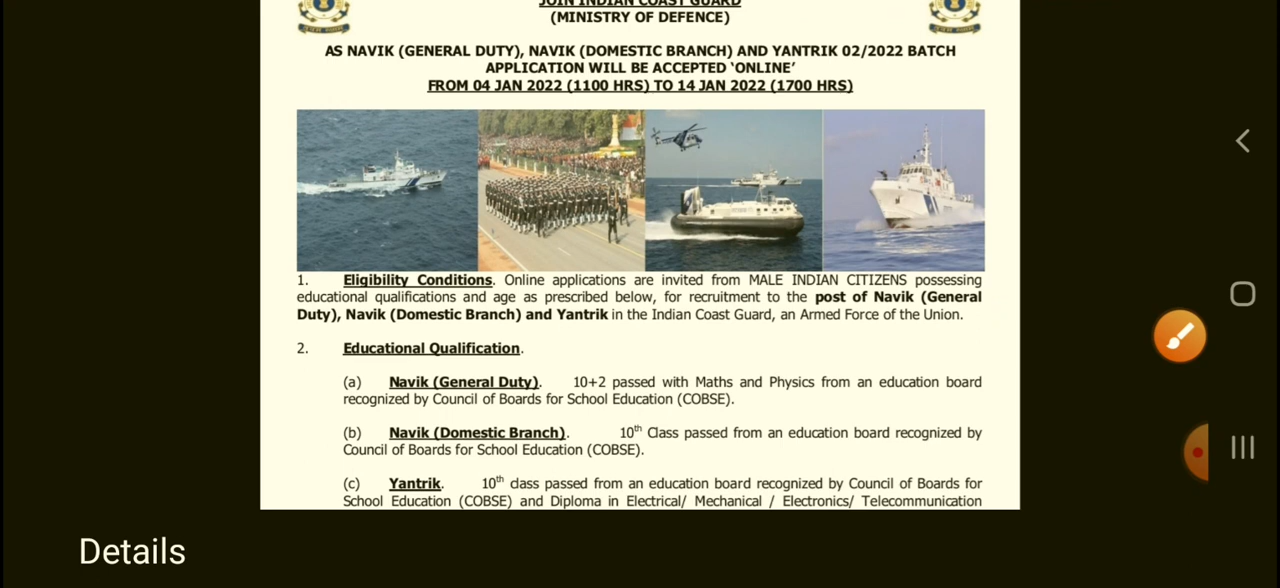 JOIN INDIAN COAST GUARD
(MINISTRY OF DEFENCE)
AS NAVIK (GENERAL DUTY), NAVIK (DOMESTIC BRANCH) AND YANTRIK 02/2022 BATCH
APPLICATION WILL BE ACCEPTED ‘ONLINE’
FROM 04 JAN 2022 (1100 HRS) TO 14 JAN 2022 (1700 HRS)
1. Eligibility Conditions. Online applications are invited from MALE INDIAN CITIZENS possessing
educational qualifications and age as prescribed below, for recruitment to the post of Navik (General
Duty), Navik (Domestic Branch) and Yantrik in the Indian Coast Guard, an Armed Force of the Union.
2. Educational Qualification.
(a) Navik (General Duty). 10+2 passed with Maths and Physics from an education board
recognized by Council of Boards for School Education (COBSE).
(b) Navik (Domestic Branch). 10th Class passed from an education board recognized by
Council of Boards for School Education (COBSE).
(c) Yantrik. 10th class passed from an education board recognized by Council of Boards for
School Education (COBSE) and Diploma in Electrical/ Mechanical / Electronics/ Telecommunication
Details